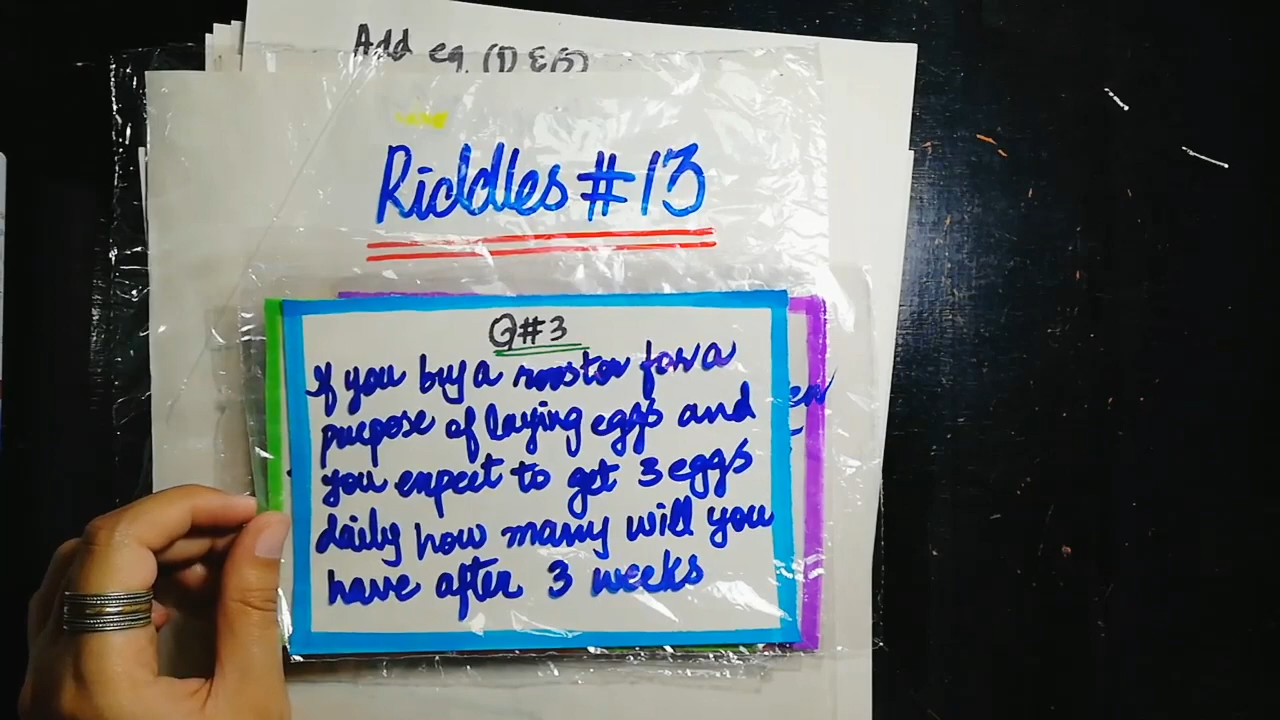 Add eq. (1) & (5)
Riddles #13
Q#3
If you buy a rooster for a
purpose of laying eggs and
you expect to get 3 eggs
daily how many will you
have after 3 weeks